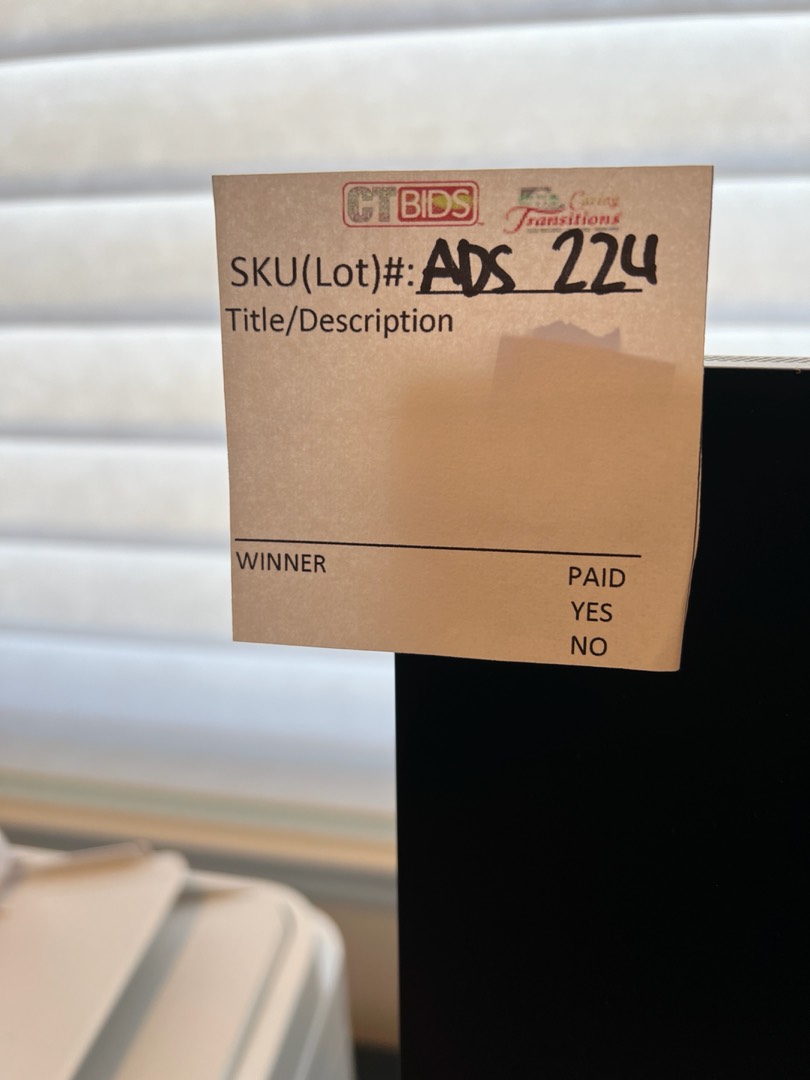 CTBIDS Caring Transitions
SKU(Lot)#: ADS 224
Title/Description
WINNER
PAID
YES
NO